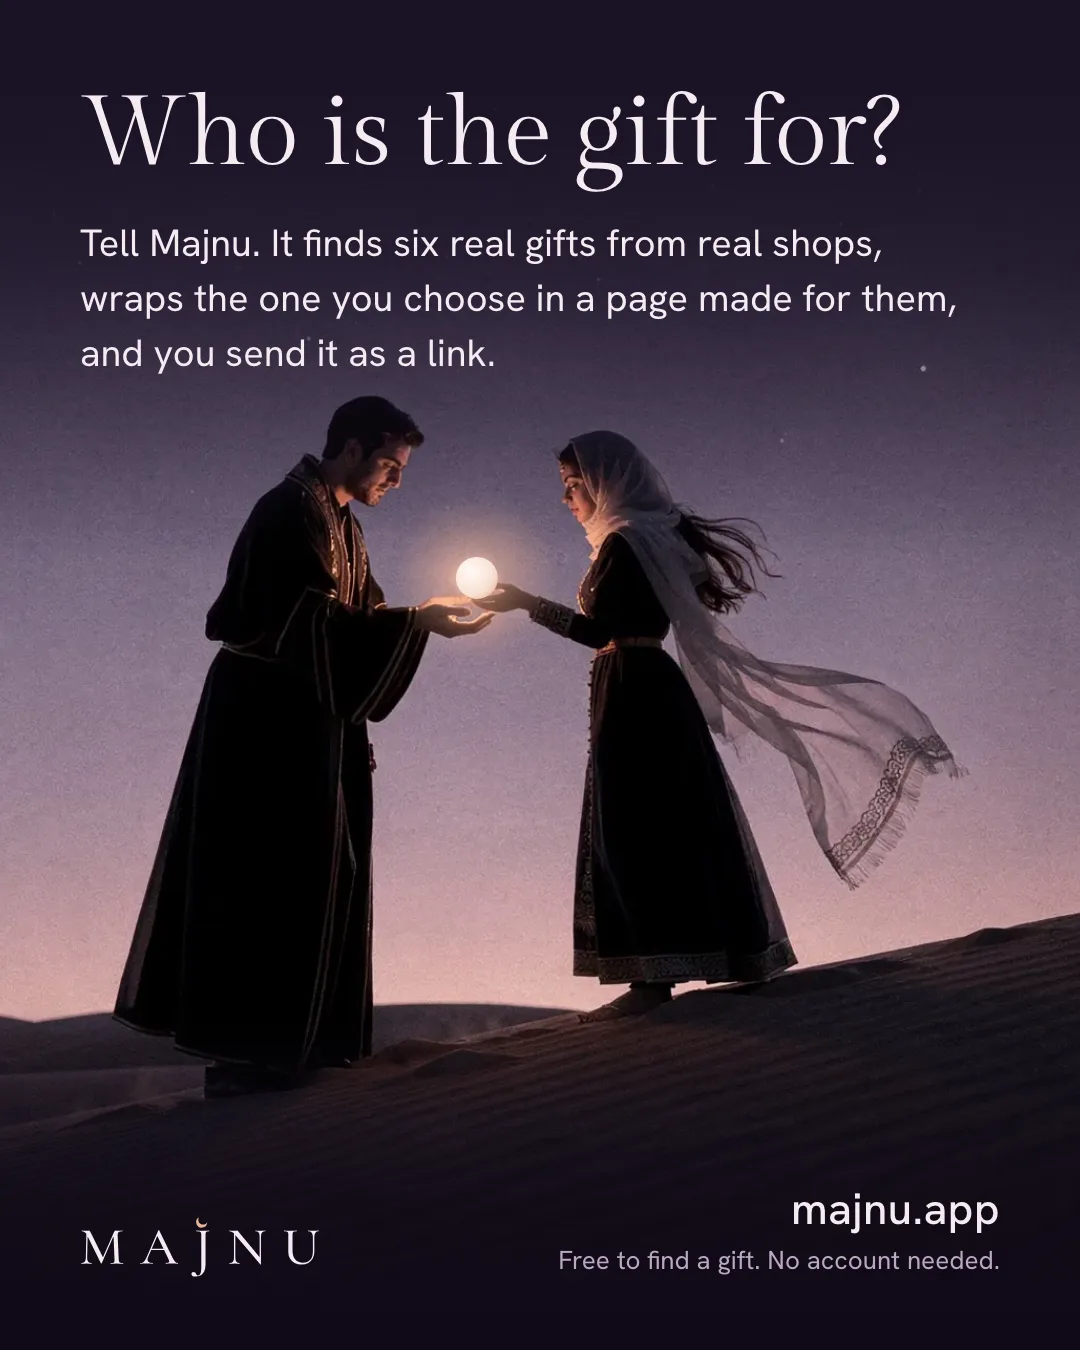 Who is the gift for?
Tell Majnu. It finds six real gifts from real shops,
wraps the one you choose in a page made for them,
and you send it as a link.
MAJNU
majnu.app
Free to find a gift. No account needed.